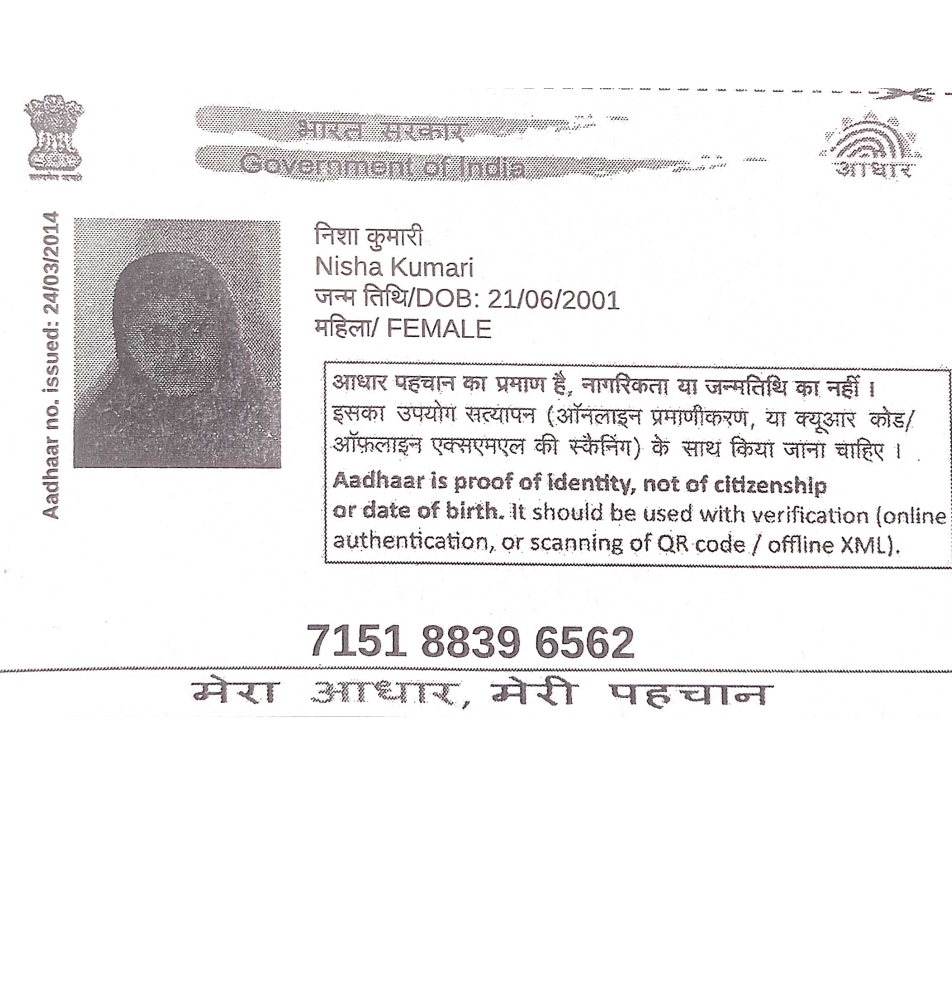 भारत सरकार
Government of India
आधार
Aadhaar no. issued: 24/03/2014
निशा कुमारी
Nisha Kumari
जन्म तिथि/DOB: 21/06/2001
महिला/ FEMALE
आधार पहचान का प्रमाण है, नागरिकता या जन्मतिथि का नहीं ।
इसका उपयोग सत्यापन (ऑनलाइन प्रमाणीकरण, या क्यूआर कोड/
ऑफ़लाइन एक्सएमएल की स्कैनिंग) के साथ किया जाना चाहिए ।
Aadhaar is proof of identity, not of citizenship
or date of birth. It should be used with verification (online
authentication, or scanning of QR code / offline XML).
7151 8839 6562
मेरा आधार, मेरी पहचान